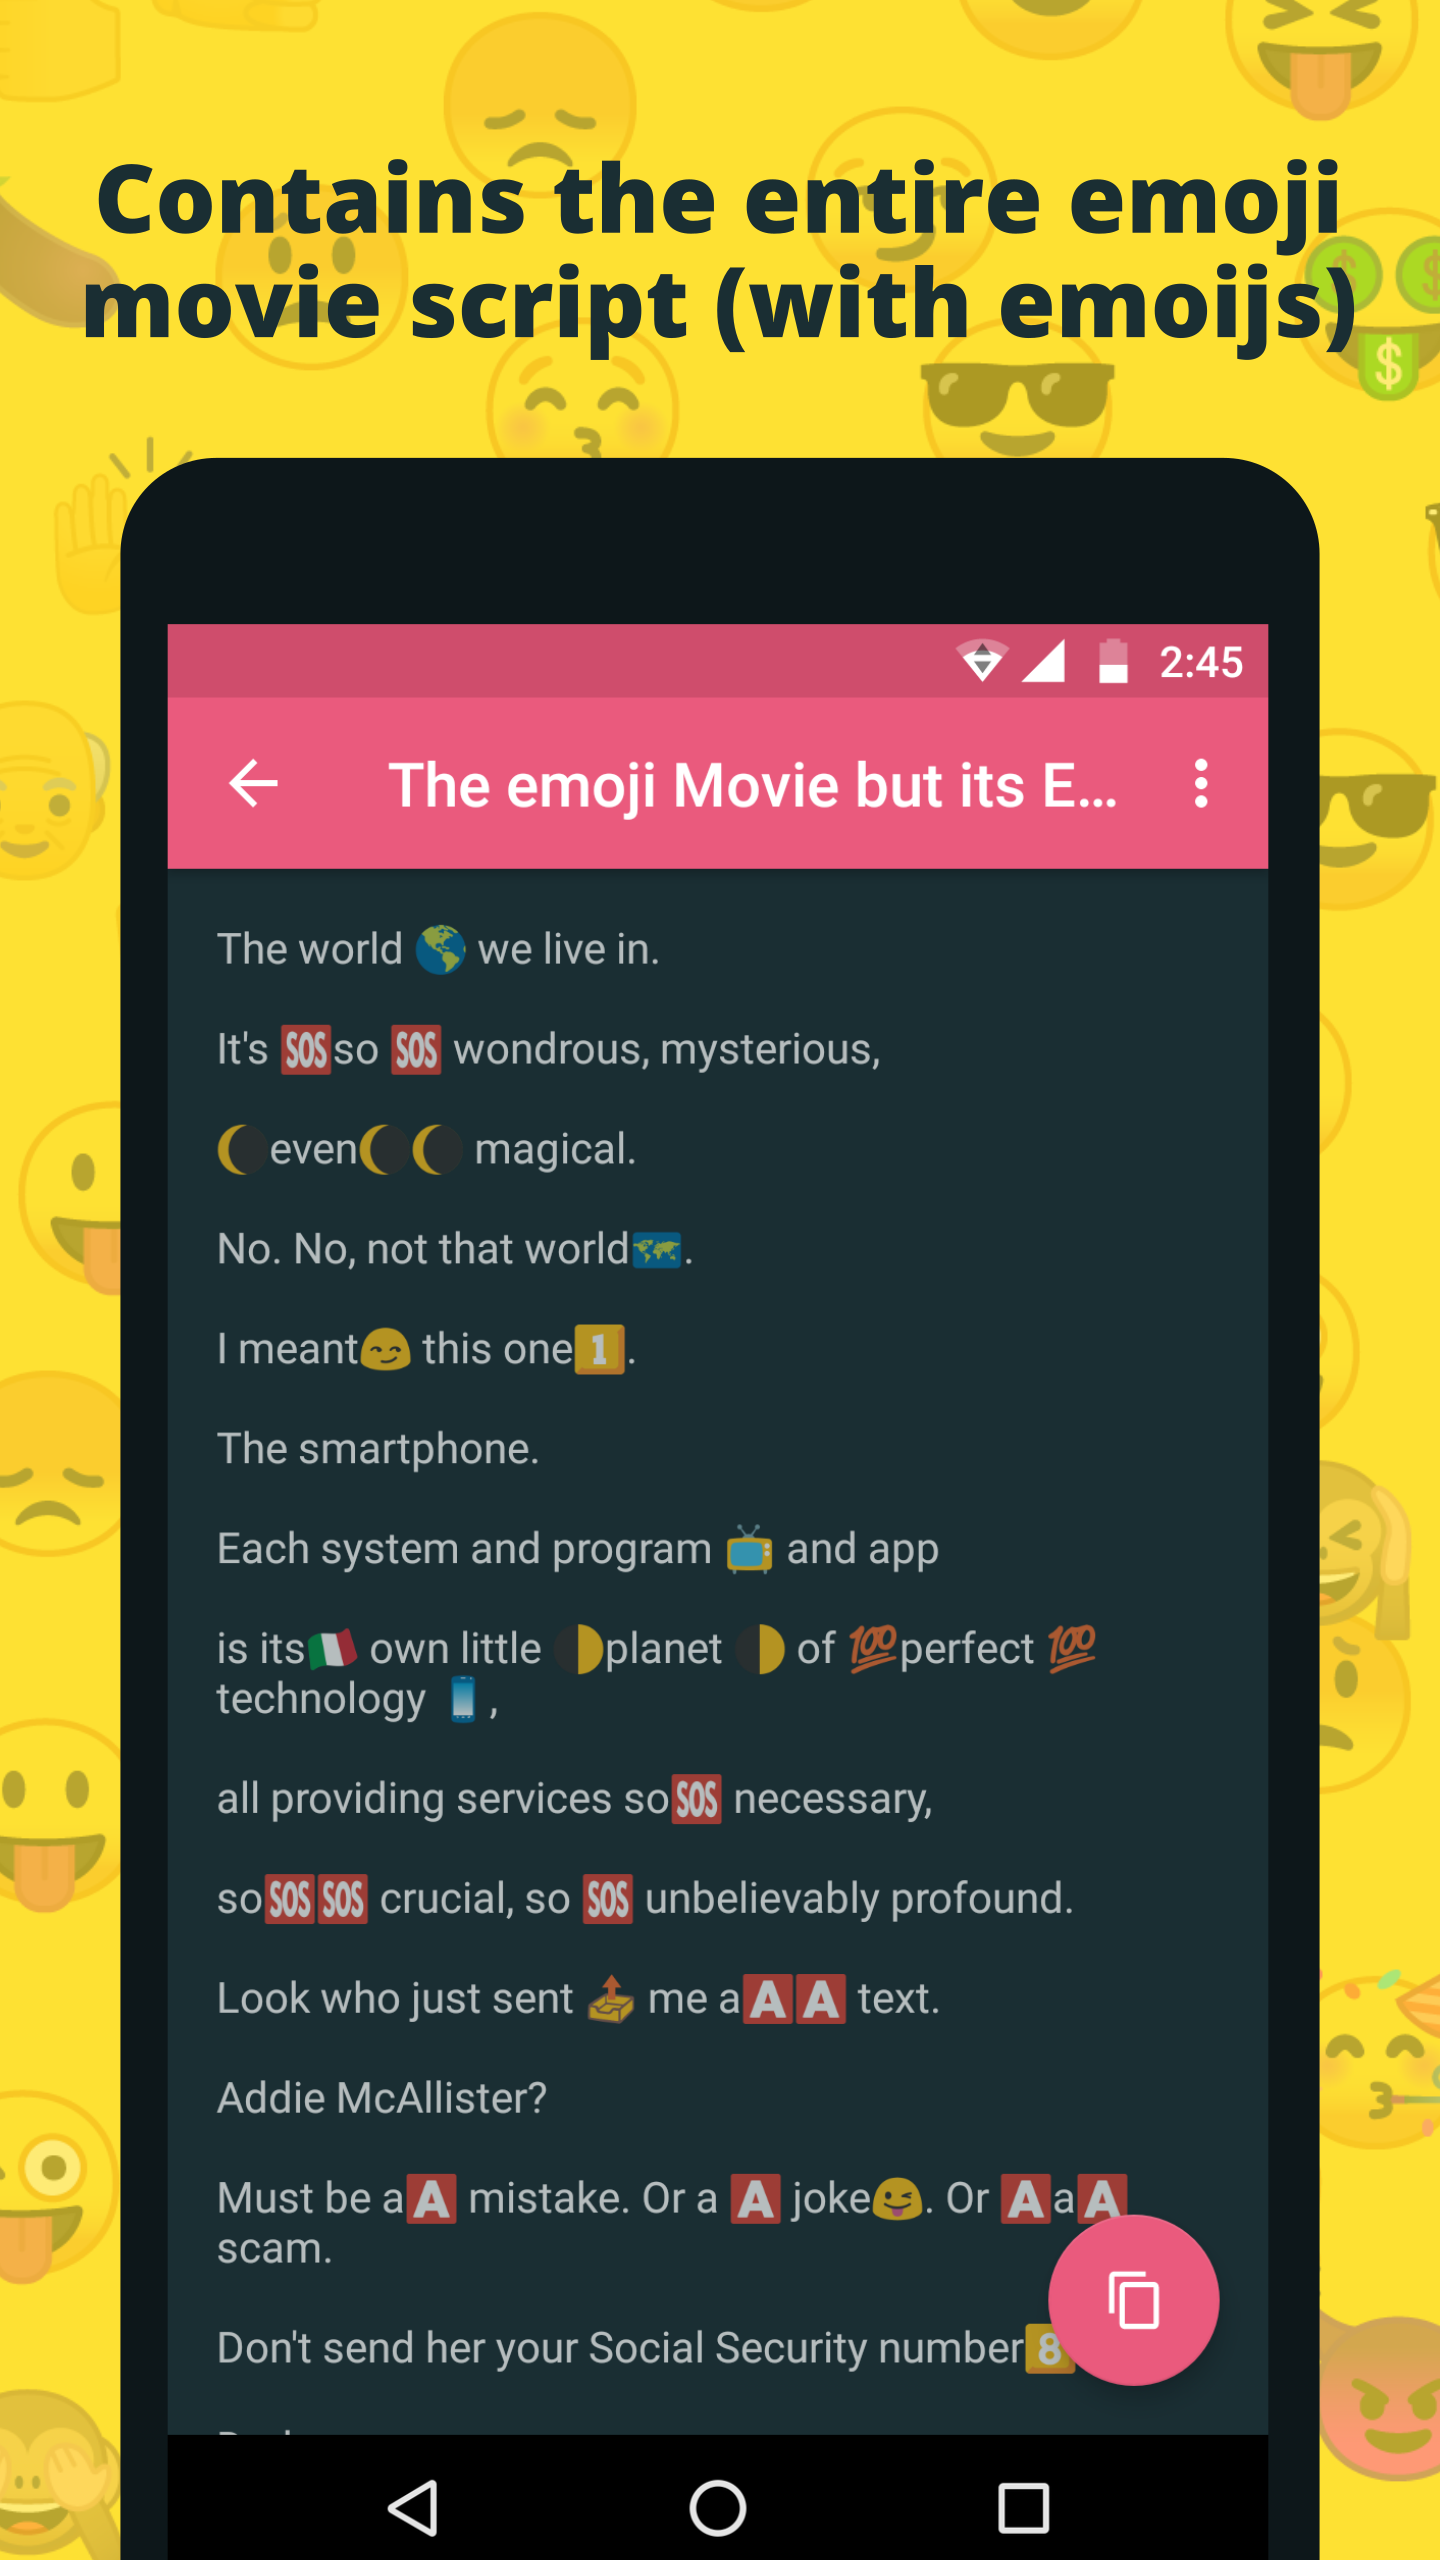 Contains the entire emoji
movie script (with emoijs)
2:45
The emoji Movie but its E...
The world 🌎 we live in.
It's 🆘so 🆘 wondrous, mysterious,
🌘even🌘🌘 magical.
No. No, not that world🗺.
I meant😏 this one1️⃣.
The smartphone.
Each system and program 📺 and app
is its🇮🇹 own little 🌓planet 🌓 of 💯perfect 💯
technology 📱,
all providing services so🆘 necessary,
so🆘🆘 crucial, so 🆘 unbelievably profound.
Look who just sent 📤 me a🅰🅰 text.
Addie McAllister?
Must be a🅰 mistake. Or a 🅰 joke😜. Or 🅰a🅰
scam.
Don't send her your Social Security number8️⃣